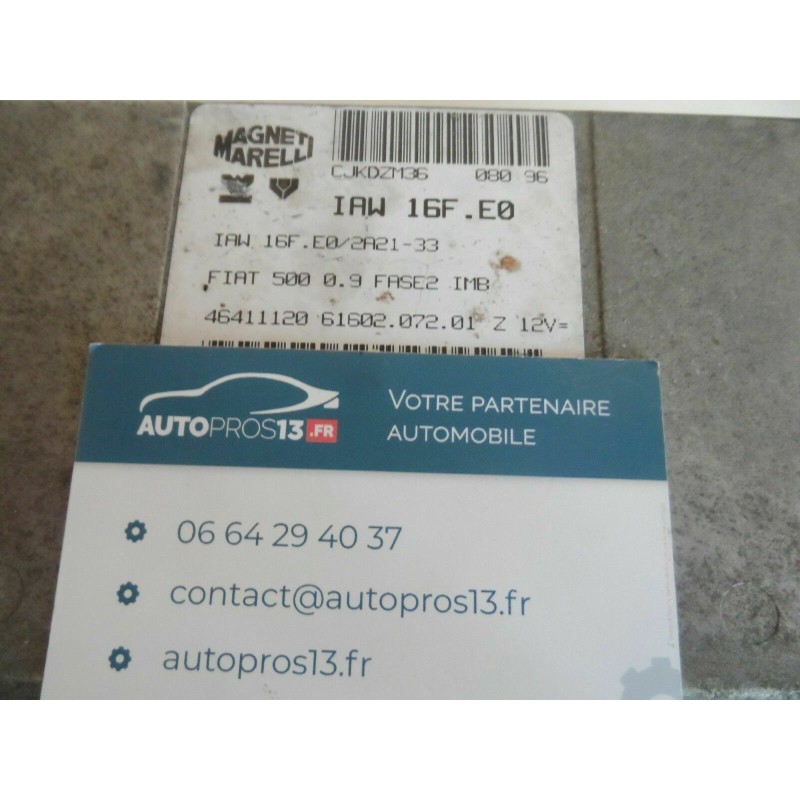 MAGNETI
MARELLI
CJKDZM36 080 96
IAW 16F.E0
IAW 16F.E0/2A21-33
FIAT 500 0.9 FASE2 IMB
46411120 61602.072.01 Z 12V=
AUTOPROS13.FR
VOTRE PARTENAIRE
AUTOMOBILE
06 64 29 40 37
contact@autopros13.fr
autopros13.fr